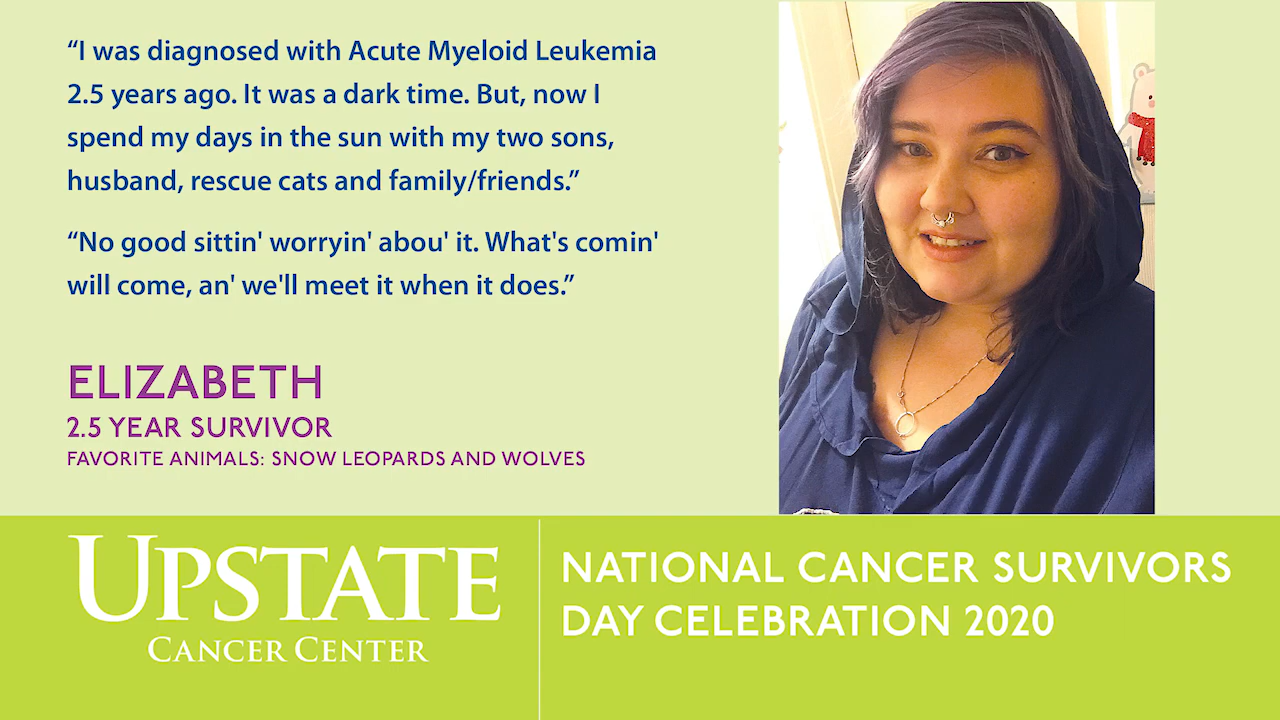 “I was diagnosed with Acute Myeloid Leukemia
2.5 years ago. It was a dark time. But, now I
spend my days in the sun with my two sons,
husband, rescue cats and family/friends.”
“No good sittin' worryin' abou' it. What's comin'
will come, an' we'll meet it when it does.”
ELIZABETH
2.5 YEAR SURVIVOR
FAVORITE ANIMALS: SNOW LEOPARDS AND WOLVES
UPSTATE
CANCER CENTER
NATIONAL CANCER SURVIVORS
DAY CELEBRATION 2020